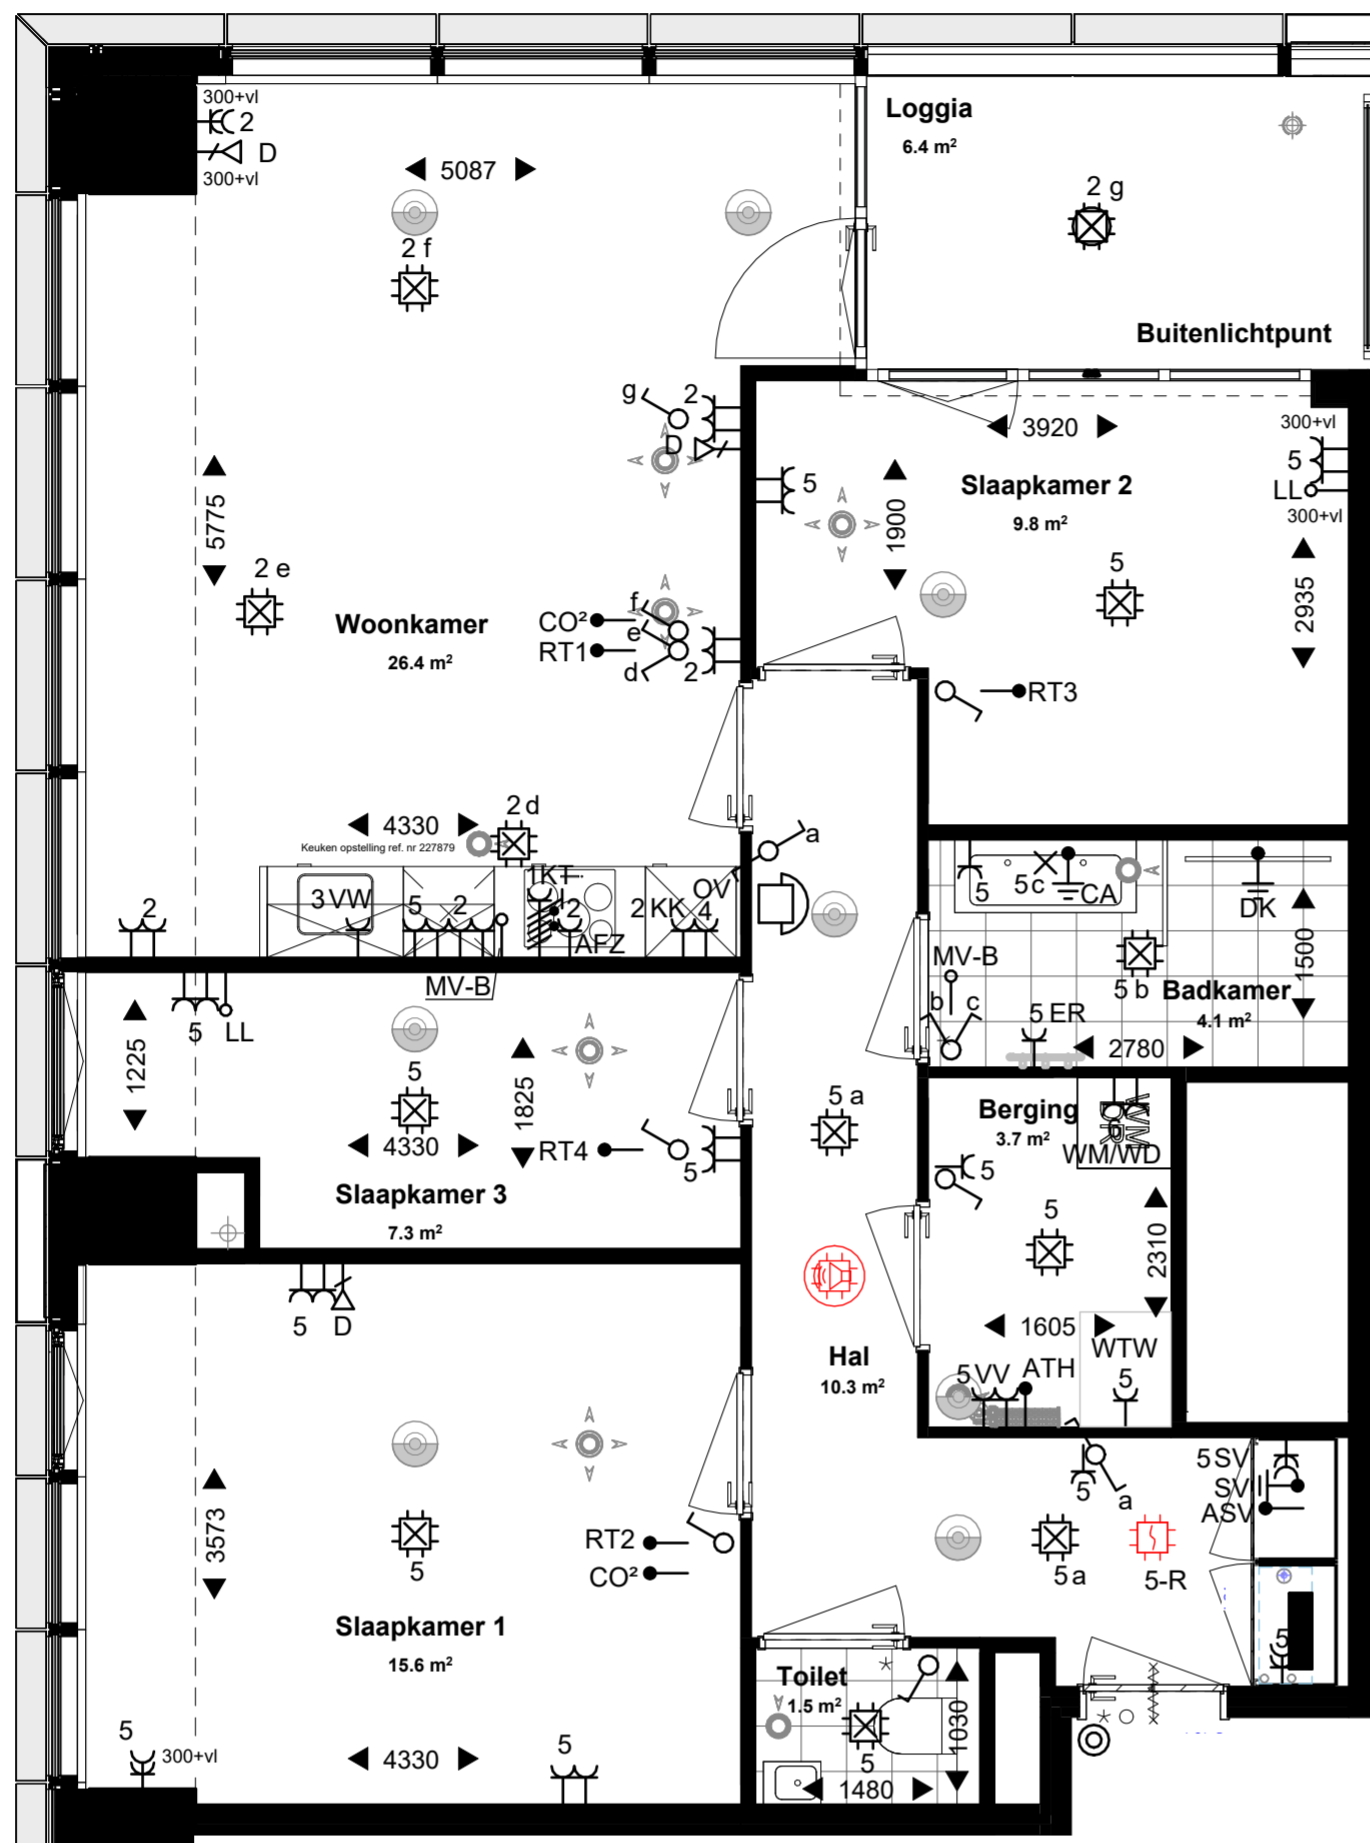 300+vl
2
D
300+vl
5087
2 f
Loggia
6.4 m²
2 g
Buitenlichtpunt
g
2
D
3920
300+vl
5
LL
300+vl
5
Slaapkamer 2
9.8 m²
1900
5775
2 e
5
2935
Woonkamer
26.4 m²
CO²
RT1
f
e
d
2
RT3
2 d
4330
Keuken opstelling ref. nr 227879
a
3 VW
5
2
1KT
2
AFZ
2 KK
OV
4
2
MV-B
5
5 c
CA
DK
1500
MV-B
b
c
5 b
Badkamer
4.1 m²
5 ER
2780
5
LL
1225
5
4330
1825
RT4
5
Slaapkamer 3
7.3 m²
5 a
Berging
3.7 m²
WM
DR
WM/WD
5
5
2310
1605
WTW
5
5 VV
ATH
Hal
10.3 m²
5
D
3573
5
RT2
CO²
Slaapkamer 1
15.6 m²
5
300+vl
4330
5
5
a
5 SV
SV
ASV
5 a
5-R
5
Toilet
1.5 m²
5
1480
1030